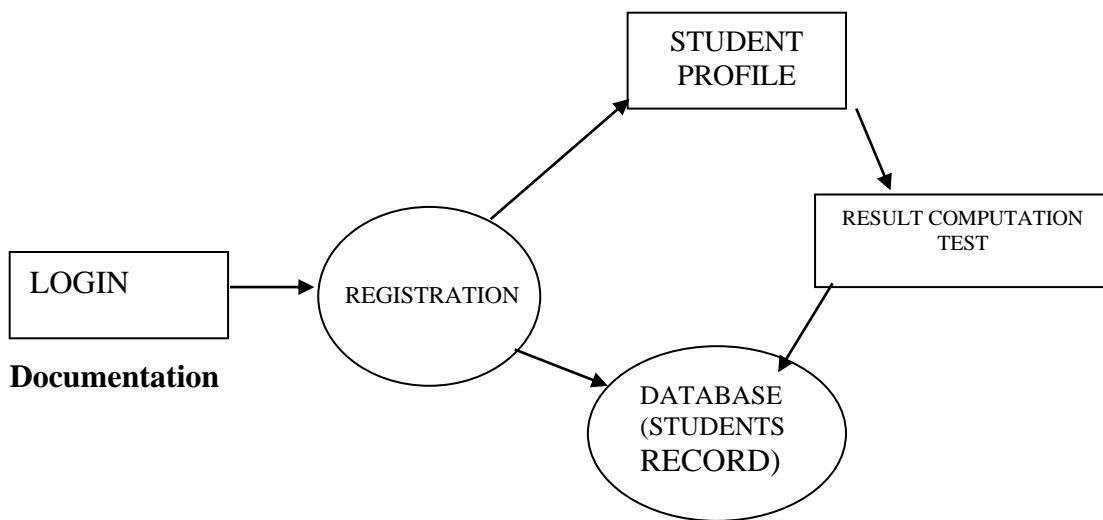 STUDENT
PROFILE
RESULT COMPUTATION
TEST
LOGIN
REGISTRATION
Documentation
DATABASE
(STUDENTS
RECORD)